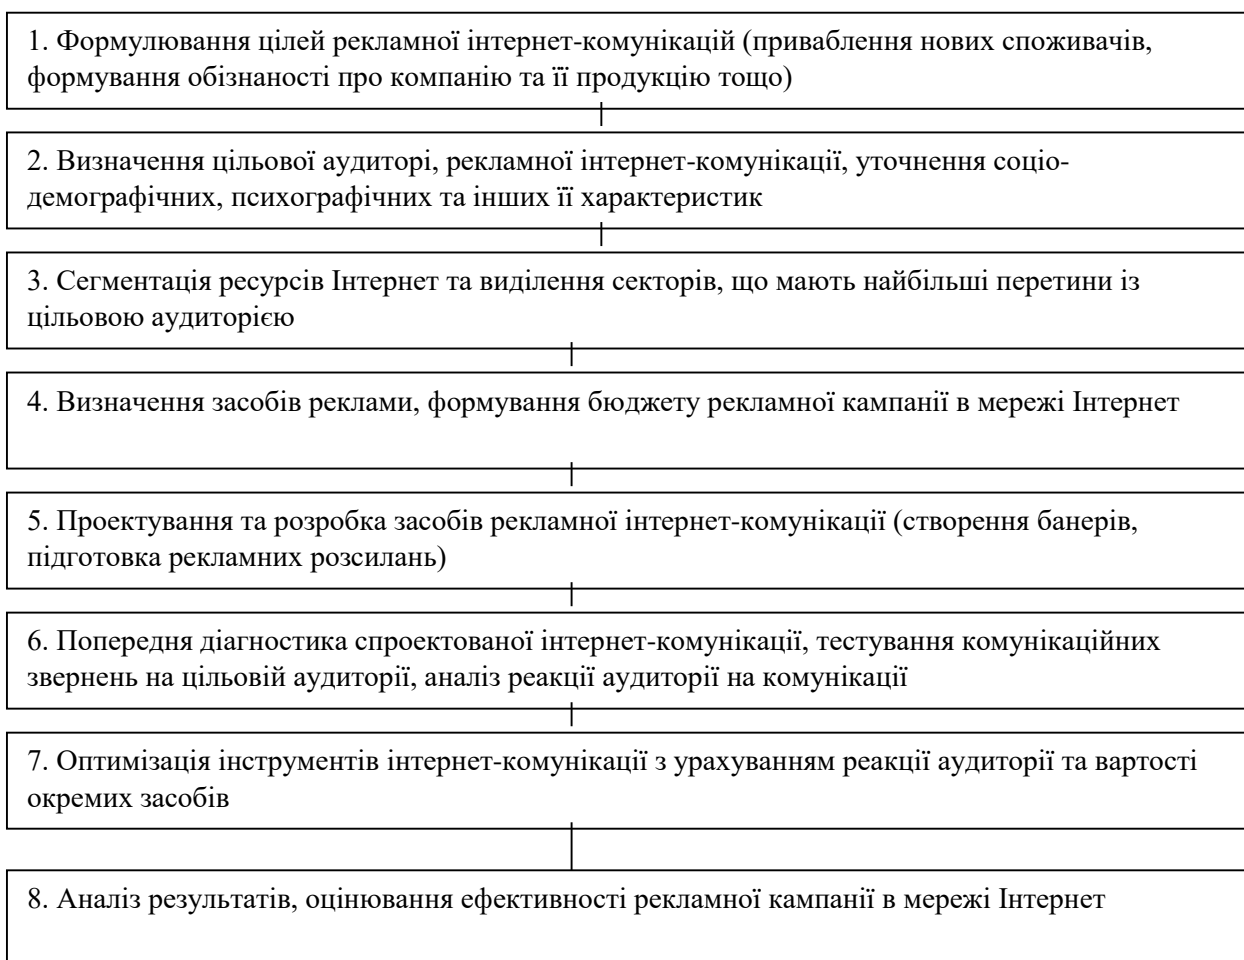 1. Формулювання цілей рекламної інтернет-комунікацій (приваблення нових споживачів,
формування обізнаності про компанію та її продукцію тощо)
2. Визначення цільової аудиторі, рекламної інтернет-комунікації, уточнення соціо-
демографічних, психографічних та інших її характеристик
3. Сегментація ресурсів Інтернет та виділення секторів, що мають найбільші перетини із
цільовою аудиторією
4. Визначення засобів реклами, формування бюджету рекламної кампанії в мережі Інтернет
5. Проектування та розробка засобів рекламної інтернет-комунікації (створення банерів,
підготовка рекламних розсилань)
6. Попередня діагностика спроектованої інтернет-комунікації, тестування комунікаційних
звернень на цільовій аудиторії, аналіз реакції аудиторії на комунікації
7. Оптимізація інструментів інтернет-комунікації з урахуванням реакції аудиторії та вартості
окремих засобів
8. Аналіз результатів, оцінювання ефективності рекламної кампанії в мережі Інтернет